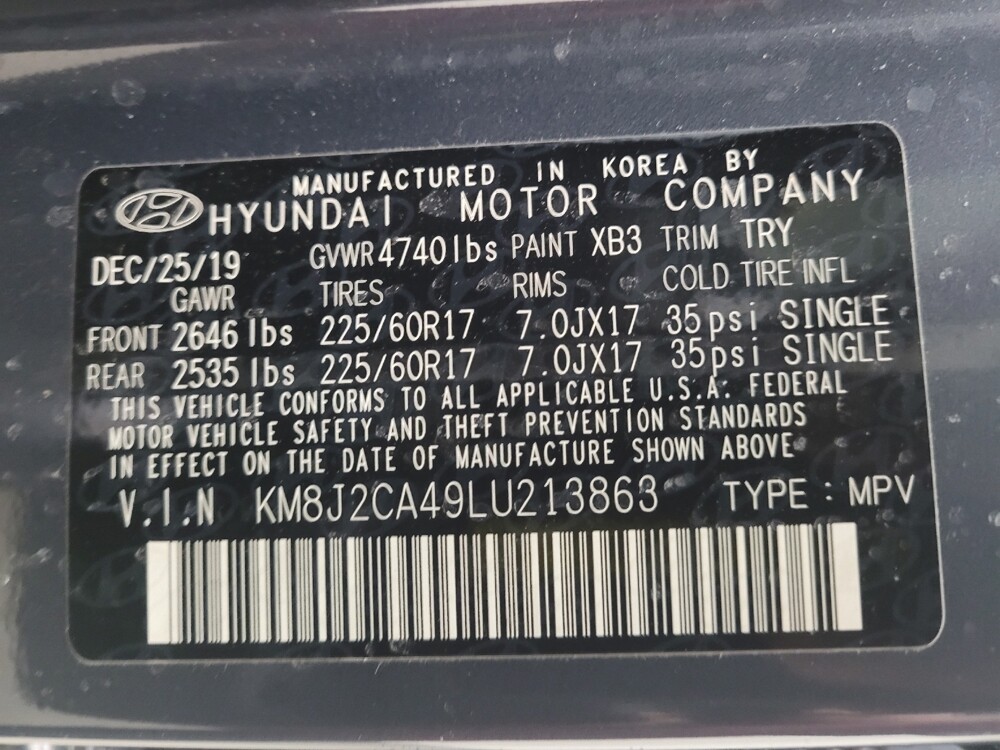 MANUFACTURED IN KOREA BY
HYUNDAI MOTOR COMPANY
DEC/25/19 GVWR 4740lbs PAINT XB3 TRIM TRY
GAWR TIRES RIMS COLD TIRE INFL
FRONT 2646 lbs 225/60R17 7.0JX17 35psi SINGLE
REAR 2535 lbs 225/60R17 7.0JX17 35psi SINGLE
THIS VEHICLE CONFORMS TO ALL APPLICABLE U.S.A. FEDERAL
MOTOR VEHICLE SAFETY AND THEFT PREVENTION STANDARDS
IN EFFECT ON THE DATE OF MANUFACTURE SHOWN ABOVE
V.I.N KM8J2CA49LU213863 TYPE : MPV